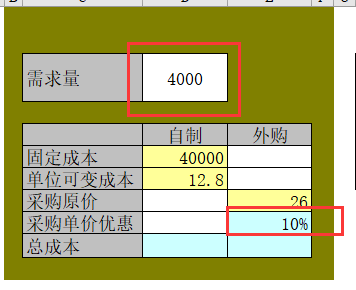 需求量 4000
自制 外购
固定成本 40000
单位可变成本 12.8
采购原价 26
采购单价优惠 10%
总成本